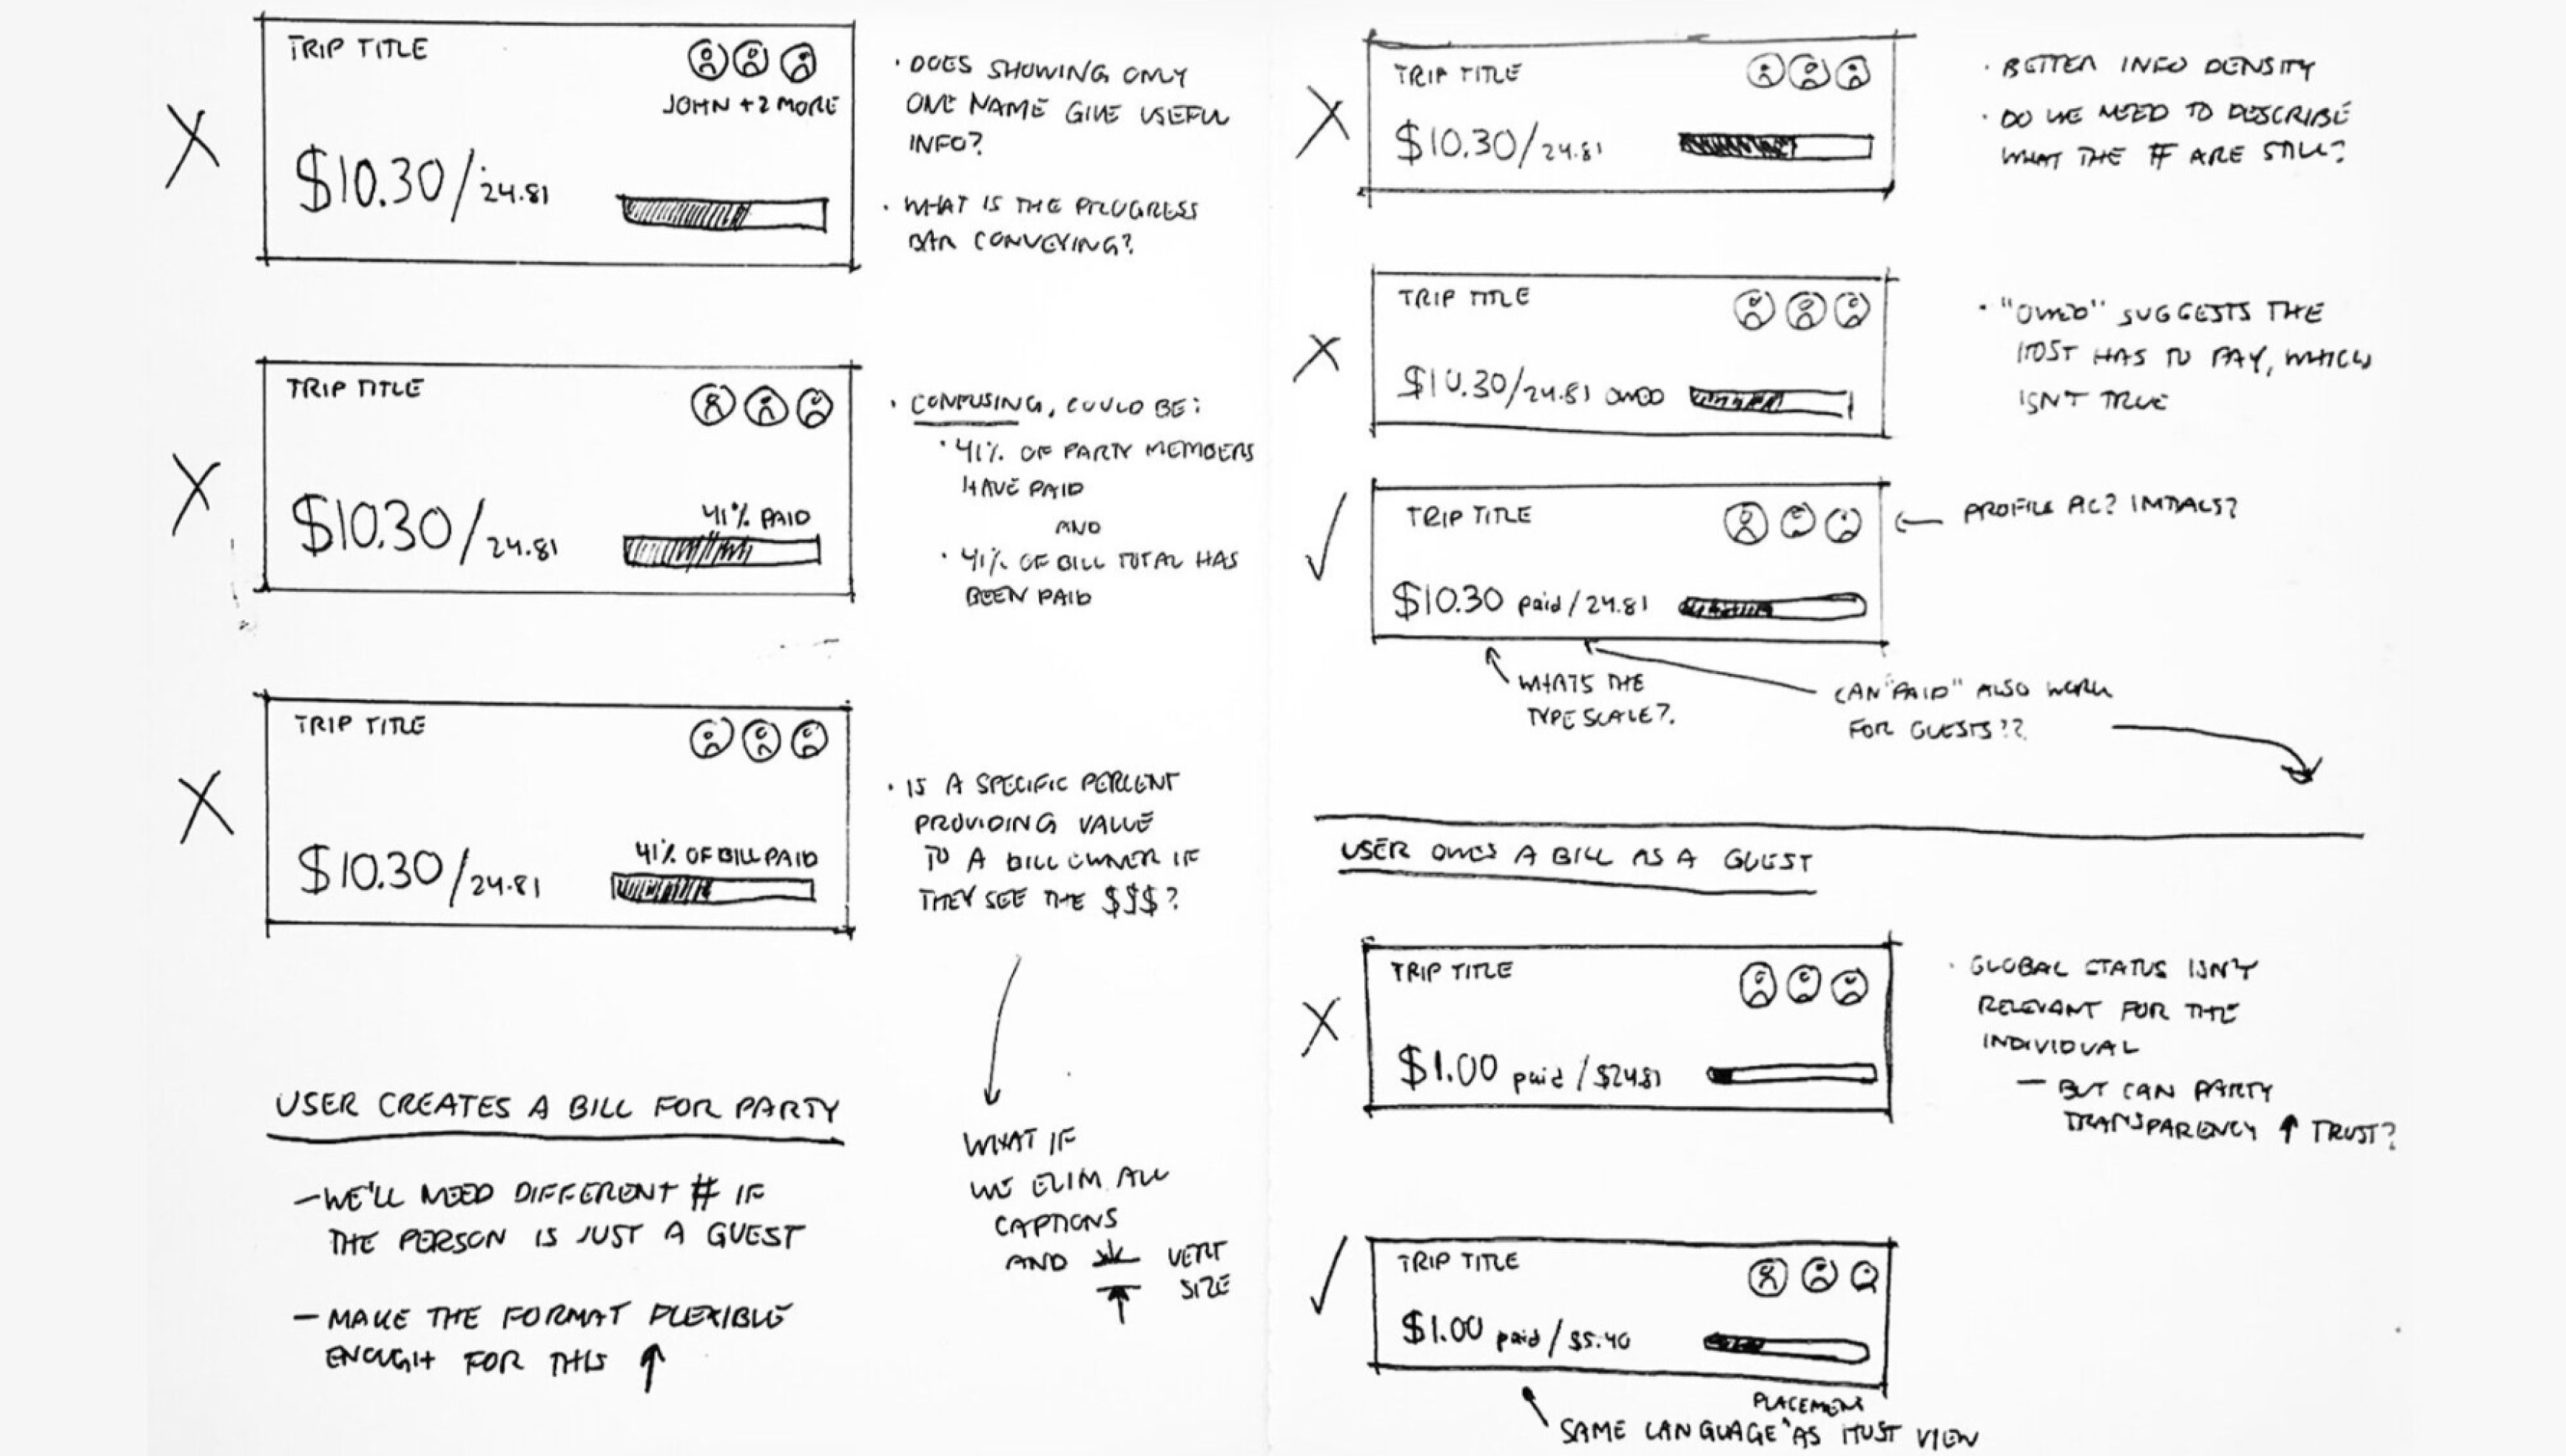 TRIP TITLE
JOHN +2 MORE
$10.30/24.81
• DOES SHOWING ONLY
ONE NAME GIVE USEFUL
INFO?
• WHAT IS THE PROGRESS
BAR CONVEYING?
TRIP TITLE
41% PAID
$10.30/24.81
• CONFUSING, COULD BE:
• 41% OF PARTY MEMBERS
HAVE PAID
AND
• 41% OF BILL TOTAL HAS
BEEN PAID
TRIP TITLE
41% OF BILL PAID
$10.30/24.81
• IS A SPECIFIC PERCENT
PROVIDING VALUE
TO A BILL OWNER IF
THEY SEE THE $$$?
WHAT IF
WE ELIM ALL
CAPTIONS
AND VERT
SIZE
USER CREATES A BILL FOR PARTY
- WE'LL NEED DIFFERENT # IF
THE PERSON IS JUST A GUEST
- MAKE THE FORMAT FLEXIBLE
ENOUGH FOR THIS ↑
TRIP TITLE
$10.30/24.81
• BETTER INFO DENSITY
• DO WE NEED TO DESCRIBE
WHAT THE # ARE STILL?
TRIP TITLE
$10.30/24.81 OWED
• "OWED" SUGGESTS THE
HOST HAS TO PAY, WHICH
ISN'T TRUE
TRIP TITLE
$10.30 paid / 24.81
← PROFILE PIC? INITIALS?
WHATS THE
TYPE SCALE?
CAN "PAID" ALSO WORK
FOR GUESTS??
USER OWES A BILL AS A GUEST
TRIP TITLE
$1.00 paid / $24.81
• GLOBAL STATUS ISN'T
RELEVANT FOR THE
INDIVIDUAL
- BUT CAN PARTY
TRANSPARENCY ↑ TRUST?
TRIP TITLE
$1.00 paid / $5.40
PLACEMENT
SAME LANGUAGE ^ AS HOST VIEW